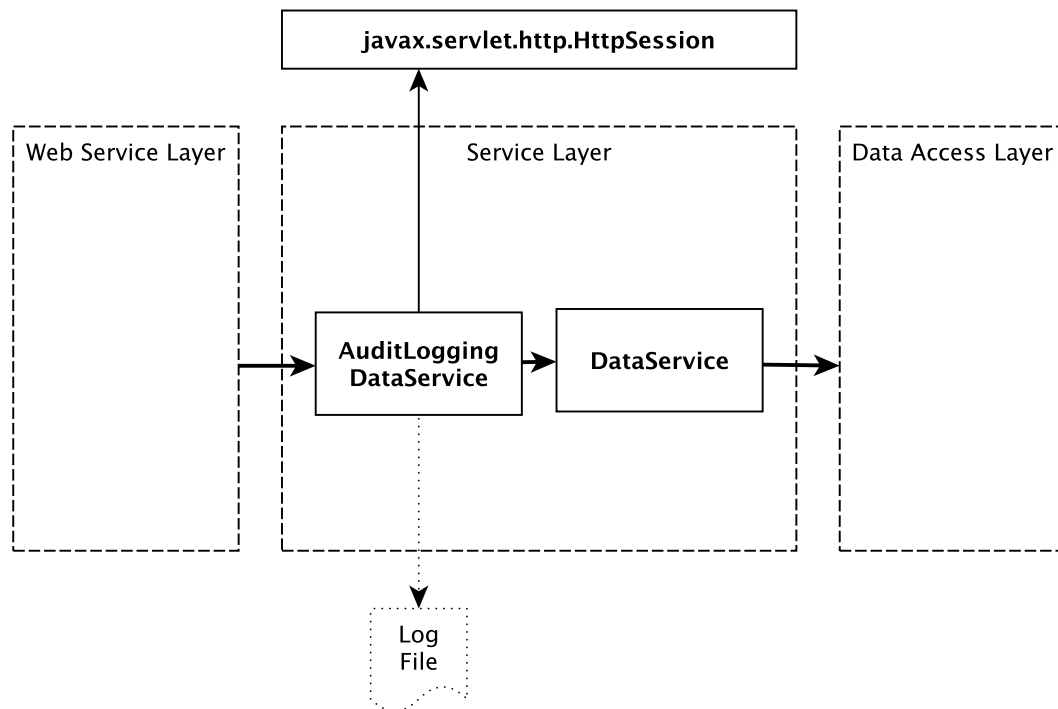 javax.servlet.http.HttpSession
Web Service Layer
Service Layer
Data Access Layer
AuditLogging
DataService
DataService
Log
File